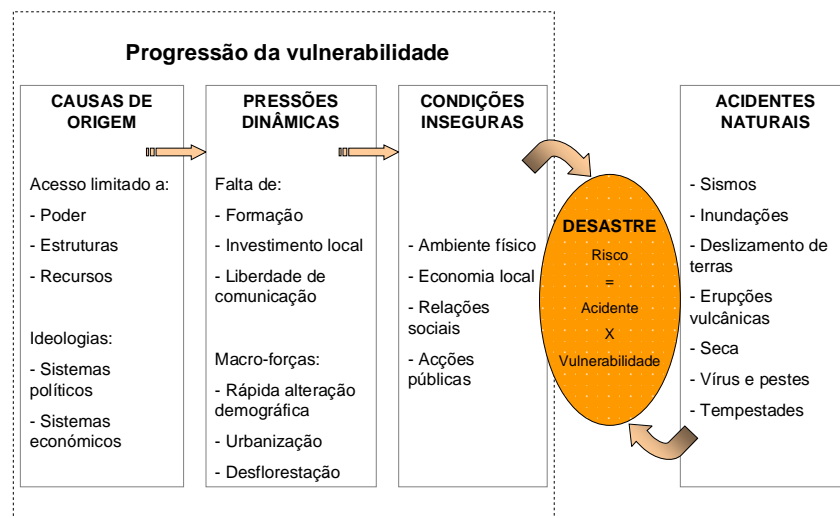 Progressão da vulnerabilidade
CAUSAS DE
ORIGEM
Acesso limitado a:
- Poder
- Estruturas
- Recursos
Ideologias:
- Sistemas
políticos
- Sistemas
económicos
PRESSÕES
DINÂMICAS
Falta de:
- Formação
- Investimento local
- Liberdade de
comunicação
Macro-forças:
- Rápida alteração
demográfica
- Urbanização
- Desflorestação
CONDIÇÕES
INSEGURAS
- Ambiente físico
- Economia local
- Relações
sociais
- Acções
públicas
DESASTRE
Risco
=
Acidente
X
Vulnerabilidade
ACIDENTES
NATURAIS
- Sismos
- Inundações
- Deslizamento de
terras
- Erupções
vulcânicas
- Seca
- Vírus e pestes
- Tempestades